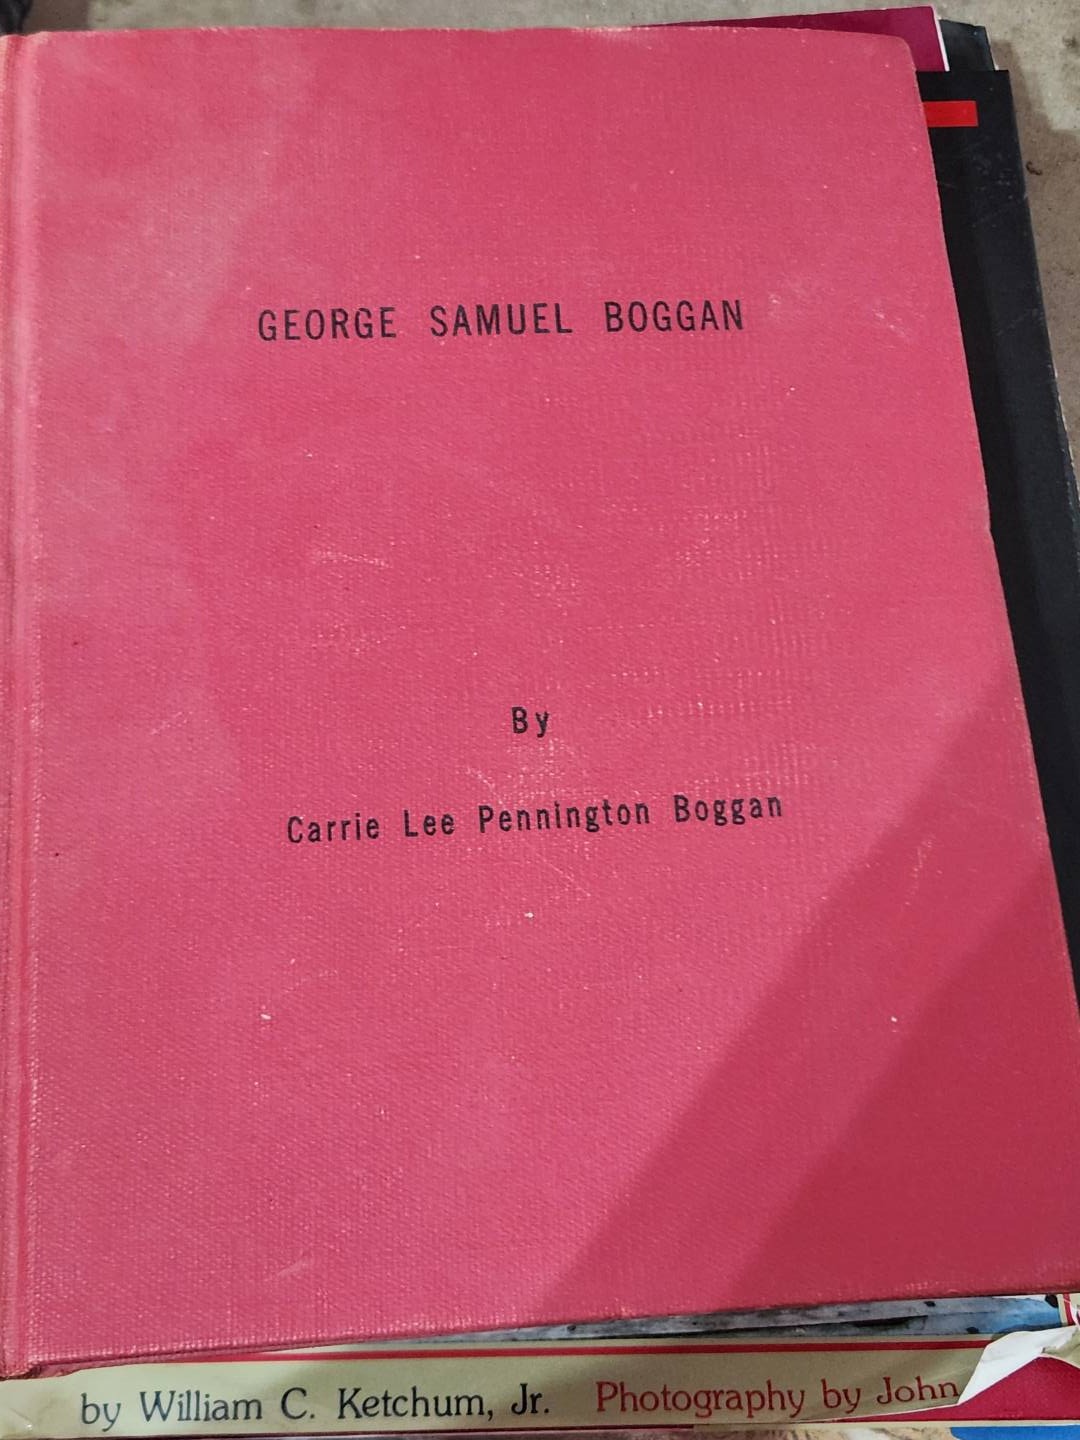 GEORGE SAMUEL BOGGAN
By
Carrie Lee Pennington Boggan
by William C. Ketchum, Jr. Photography by John